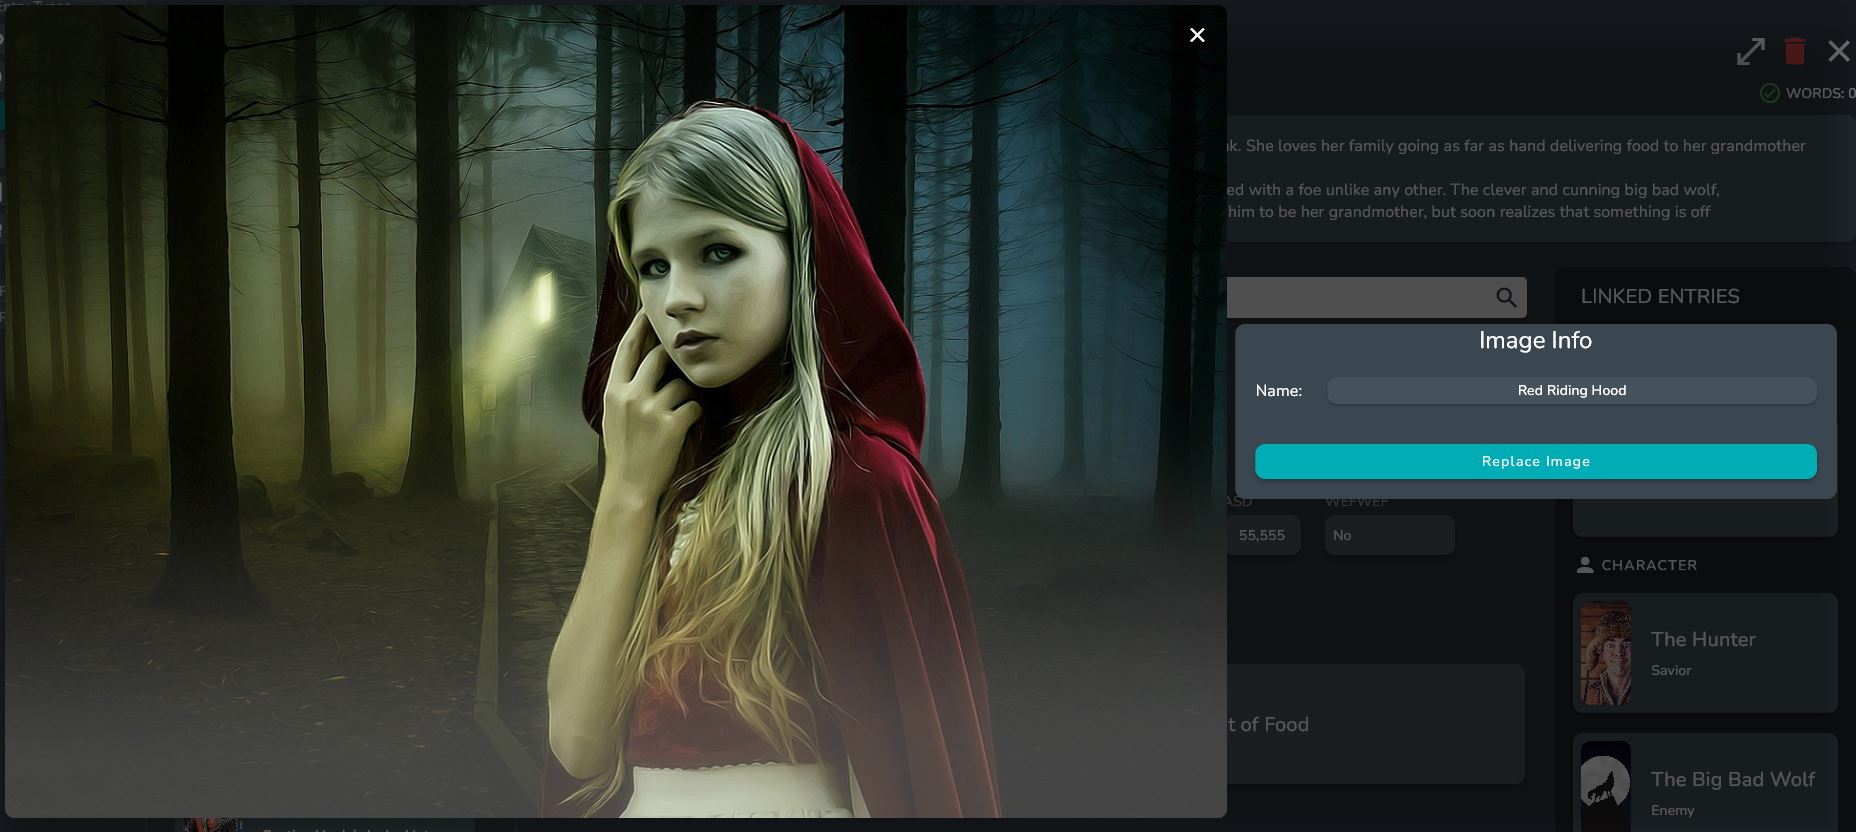 Entry Types
WORDS: 0
nk. She loves her family going as far as hand delivering food to her grandmother
ed with a foe unlike any other. The clever and cunning big bad wolf,
him to be her grandmother, but soon realizes that something is off
LINKED ENTRIES
Image Info
Name:
Red Riding Hood
Replace Image
ASD
WEFWEF
55,555
No
CHARACTER
The Hunter
Savior
t of Food
The Big Bad Wolf
Enemy